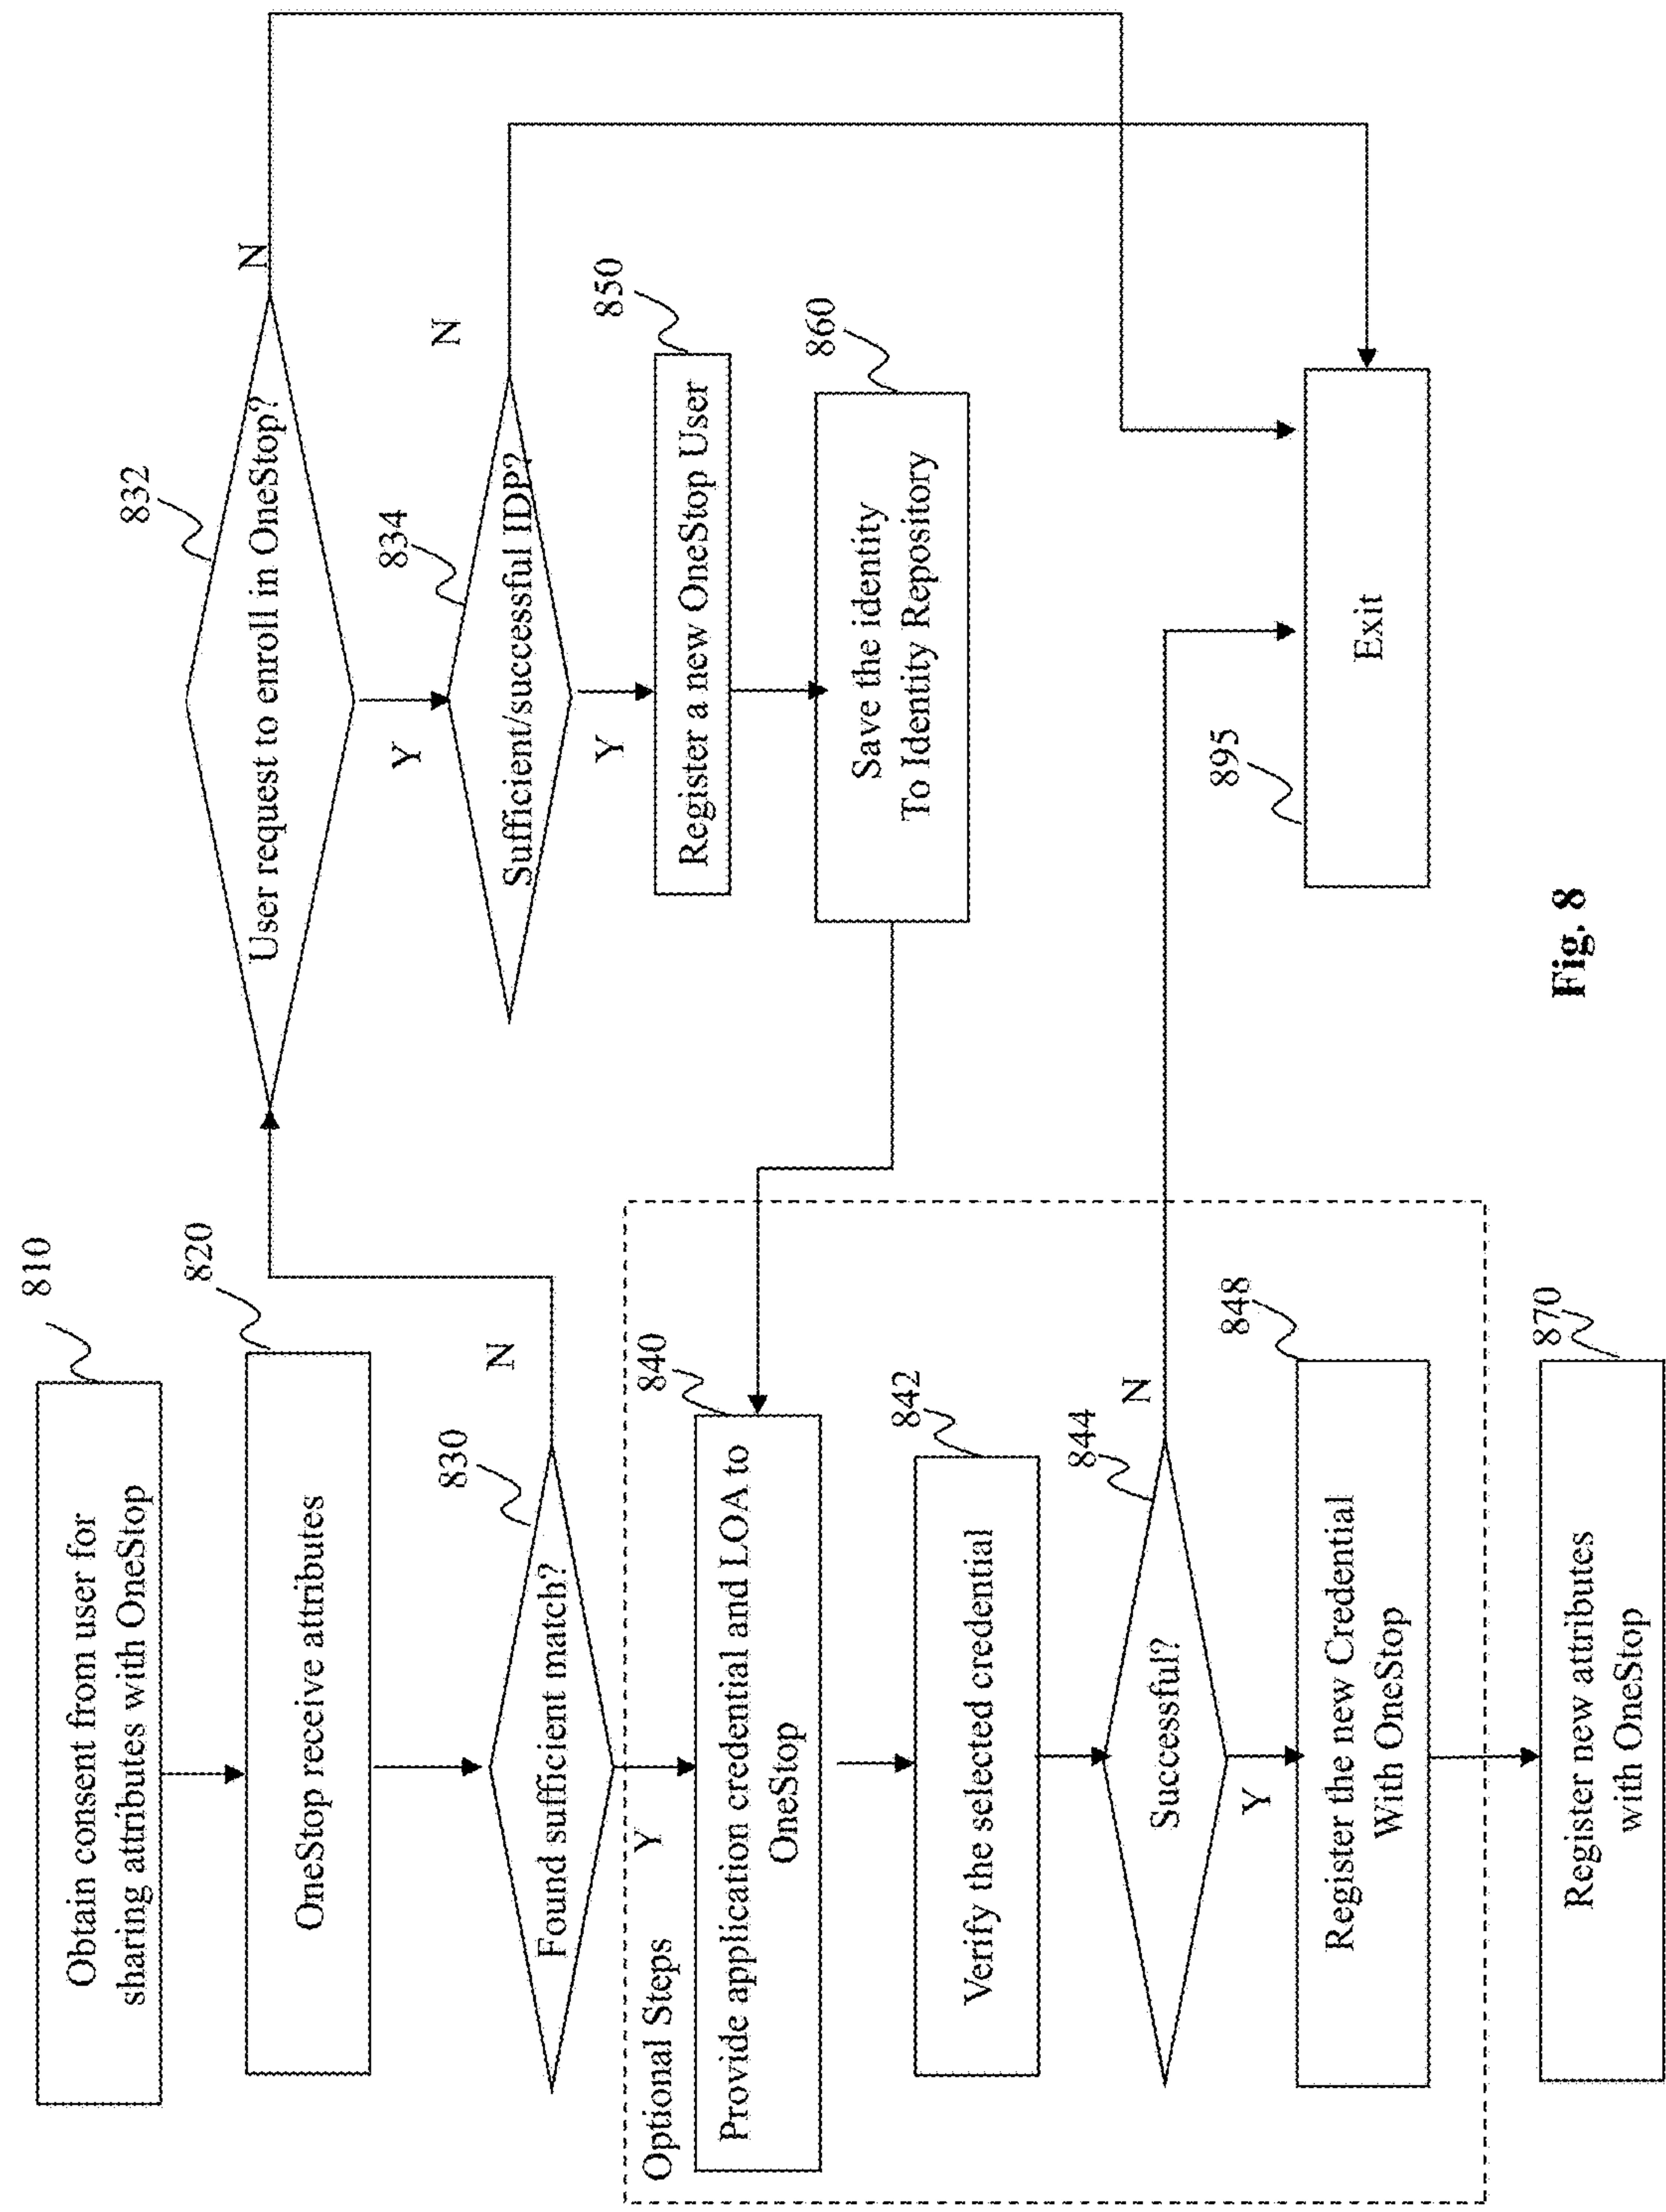 810
Obtain consent from user for
sharing attributes with OneStop
820
OneStop receive attributes
830
Found sufficient match?
N
Y
Optional Steps
840
Provide application credential and LOA to
OneStop
842
Verify the selected credential
844
Successful?
N
Y
848
Register the new Credential
With OneStop
870
Register new attributes
with OneStop
832
User request to enroll in OneStop?
N
Y
834
Sufficient/successful IDP?
N
Y
850
Register a new OneStop User
860
Save the identity
To Identity Repository
895
Exit
Fig. 8